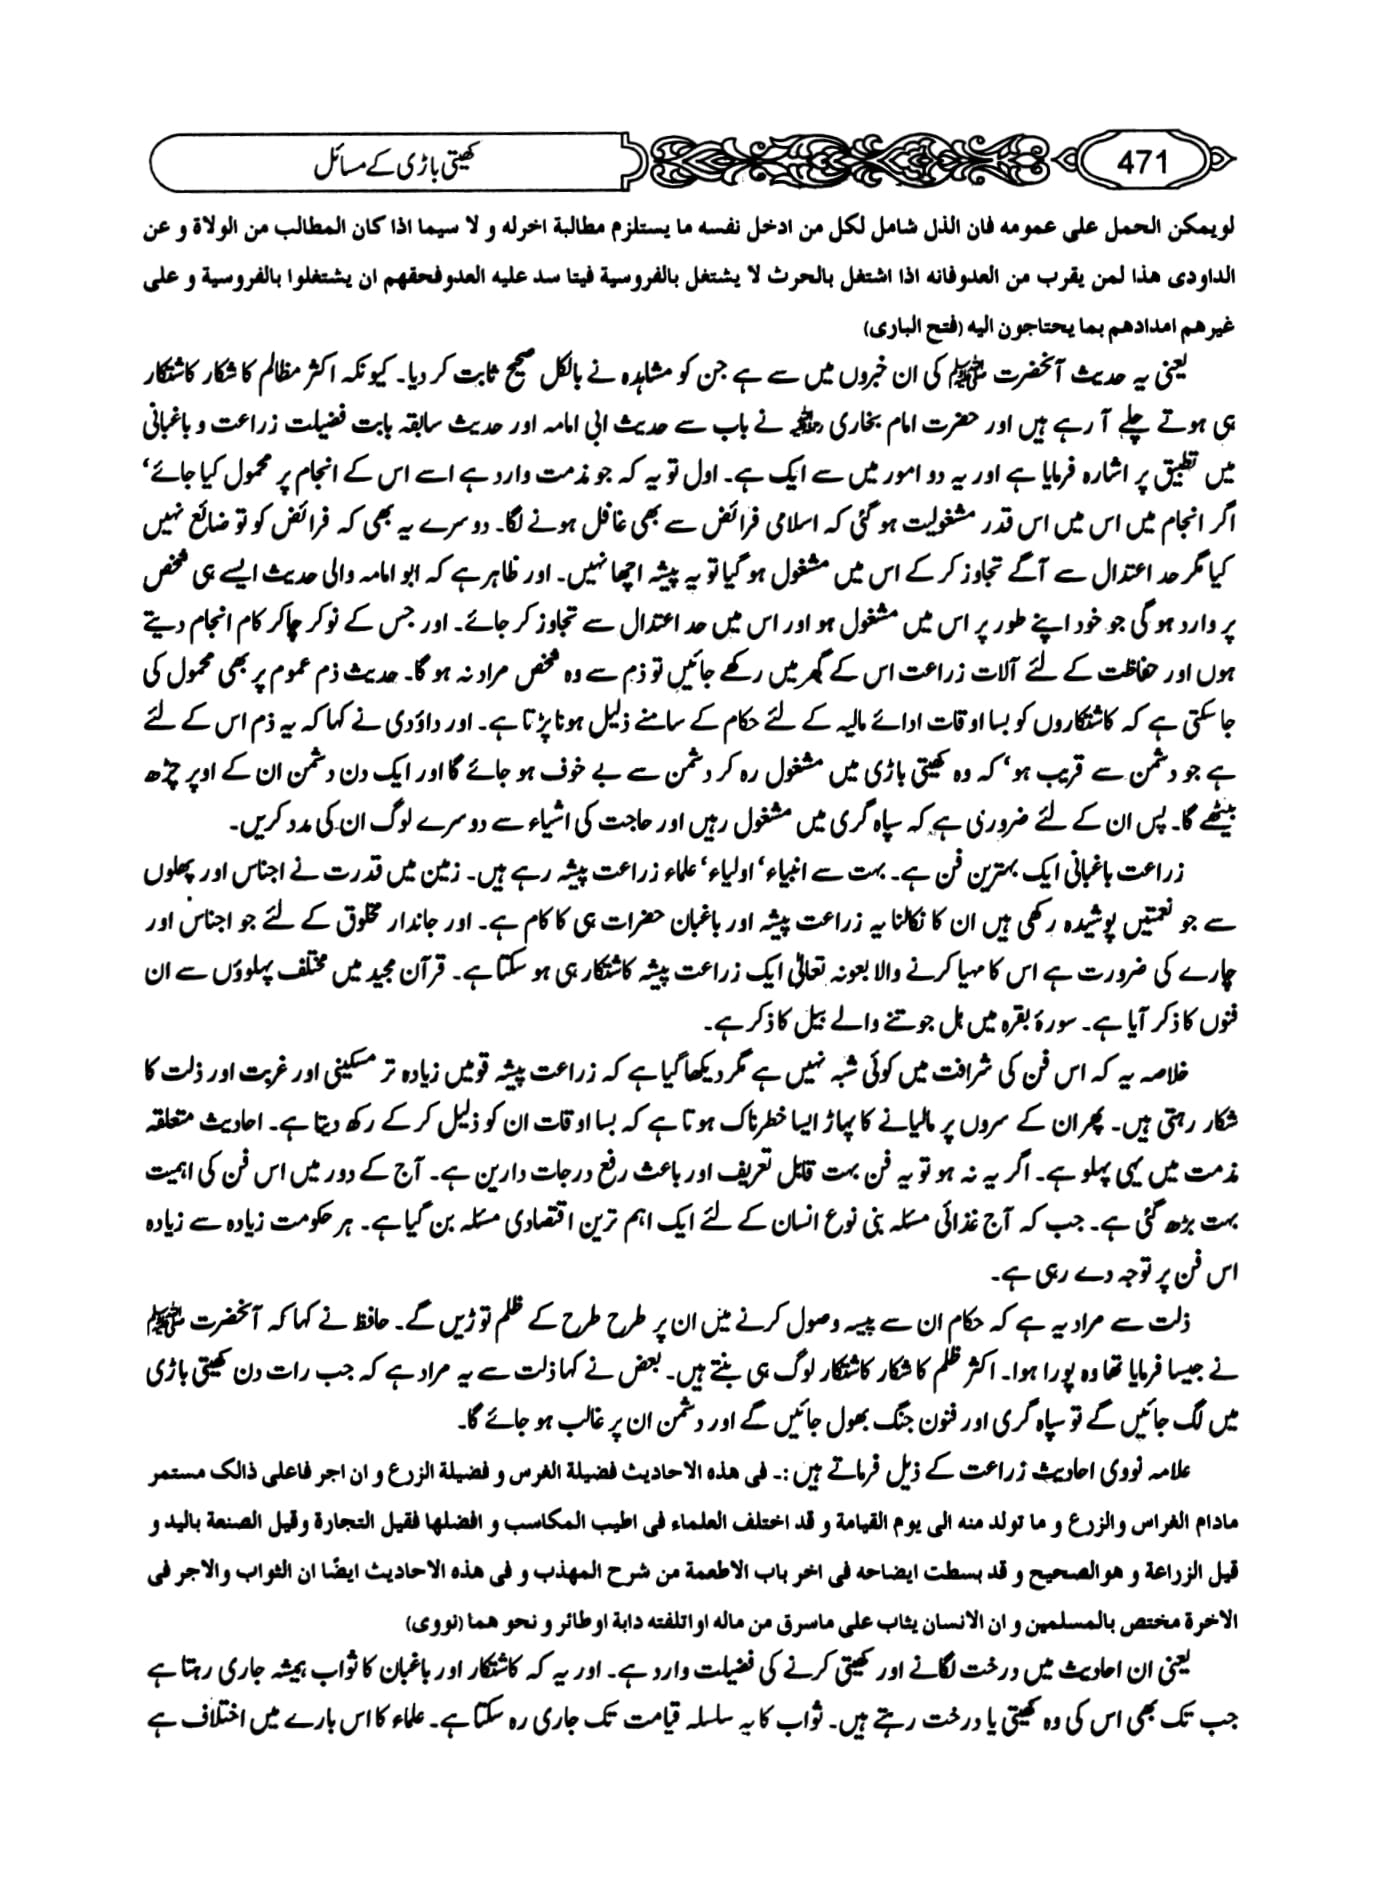 471
کھیتی باڑی کے مسائل
لویمکن الحمل علی عمومه فان الذل شامل لکل من ادخل نفسه ما یستلزم مطالبة اخرله و لا سیما اذا کان المطالب من الولاة و عن
الداودی هذا لمن یقرب من العدوفانه اذا اشتغل بالحرث لا یشتغل بالفروسیة فیتا سد علیه العدوفحقهم ان یشتغلوا بالفروسیة و علی
غیرهم امدادهم بما یحتاجون الیه (فتح الباری)
یعنی یہ حدیث آنحضرت ﷺ کی ان خبروں میں سے ہے جن کو مشاہدہ نے بالکل صحیح ثابت کر دیا۔ کیونکہ اکثر مظالم کا شکار کاشتکار
ہی ہوتے چلے آ رہے ہیں اور حضرت امام بخاری رحمہ اللہ نے باب سے حدیث ابی امامہ اور حدیث سابقہ بابت فضیلت زراعت و باغبانی
میں تطبیق پر اشارہ فرمایا ہے اور یہ دو امور میں سے ایک ہے۔ اول تو یہ کہ جو مذمت وارد ہے اسے اس کے انجام پر محمول کیا جائے‘
اگر انجام میں اس میں اس قدر مشغولیت ہو گئی کہ اسلامی فرائض سے بھی غافل ہونے لگا۔ دوسرے یہ بھی کہ فرائض کو تو ضائع نہیں
کیا مگر حد اعتدال سے آگے تجاوز کر کے اس میں مشغول ہو گیا تو یہ پیشہ اچھا نہیں۔ اور ظاہر ہے کہ ابو امامہ والی حدیث ایسے ہی شخص
پر وارد ہو گی جو خود اپنے طور پر اس میں مشغول ہو اور اس میں حد اعتدال سے تجاوز کر جائے۔ اور جس کے نوکر چاکر کام انجام دیتے
ہوں اور حفاظت کے لئے آلات زراعت اس کے گھر میں رکھے جائیں تو ذم سے وہ شخص مراد نہ ہو گا۔ حدیث ذم عموم پر بھی محمول کی
جا سکتی ہے کہ کاشتکاروں کو بسا اوقات ادائے مالیہ کے لئے حکام کے سامنے ذلیل ہونا پڑتا ہے۔ اور داؤدی نے کہا کہ یہ ذم اس کے لئے
ہے جو دشمن سے قریب ہو‘ کہ وہ کھیتی باڑی میں مشغول رہ کر دشمن سے بے خوف ہو جائے گا اور ایک دن دشمن ان کے اوپر چڑھ
بیٹھے گا۔ پس ان کے لئے ضروری ہے کہ سپاہ گری میں مشغول رہیں اور حاجت کی اشیاء سے دوسرے لوگ ان کی مدد کریں۔
زراعت باغبانی ایک بہترین فن ہے۔ بہت سے انبیاء‘ اولیاء‘ علماء زراعت پیشہ رہے ہیں۔ زمین میں قدرت نے اجناس اور پھلوں
سے جو نعمتیں پوشیدہ رکھی ہیں ان کا نکالنا یہ زراعت پیشہ اور باغبان حضرات ہی کا کام ہے۔ اور جاندار مخلوق کے لئے جو اجناس اور
چارے کی ضرورت ہے اس کا مہیا کرنے والا بعونہ تعالیٰ ایک زراعت پیشہ کاشتکار ہی ہو سکتا ہے۔ قرآن مجید میں مختلف پہلوؤں سے ان
فنوں کا ذکر آیا ہے۔ سورۂ بقرہ میں ہل جوتنے والے بیل کا ذکر ہے۔
خلاصہ یہ کہ اس فن کی شرافت میں کوئی شبہ نہیں ہے مگر دیکھا گیا ہے کہ زراعت پیشہ قومیں زیادہ تر مسکینی اور غربت اور ذلت کا
شکار رہتی ہیں۔ پھر ان کے سروں پر مالیانے کا پہاڑ ایسا خطرناک ہوتا ہے کہ بسا اوقات ان کو ذلیل کر کے رکھ دیتا ہے۔ احادیث متعلقہ
مذمت میں یہی پہلو ہے۔ اگر یہ نہ ہو تو یہ فن بہت قابل تعریف اور باعث رفع درجات دارین ہے۔ آج کے دور میں اس فن کی اہمیت
بہت بڑھ گئی ہے۔ جب کہ آج غذائی مسئلہ بنی نوع انسان کے لئے ایک اہم ترین اقتصادی مسئلہ بن گیا ہے۔ ہر حکومت زیادہ سے زیادہ
اس فن پر توجہ دے رہی ہے۔
ذلت سے مراد یہ ہے کہ حکام ان سے پیسہ وصول کرنے میں ان پر طرح طرح کے ظلم توڑیں گے۔ حافظ نے کہا کہ آنحضرت ﷺ
نے جیسا فرمایا تھا وہ پورا ہوا۔ اکثر ظلم کا شکار کاشتکار لوگ ہی بنتے ہیں۔ بعض نے کہا ذلت سے یہ مراد ہے کہ جب رات دن کھیتی باڑی
میں لگ جائیں گے تو سپاہ گری اور فنون جنگ بھول جائیں گے اور دشمن ان پر غالب ہو جائے گا۔
علامہ نووی احادیث زراعت کے ذیل فرماتے ہیں :۔ فی هذه الاحادیث فضیلة الغرس و فضیلة الزرع و ان اجر فاعلی ذالک مستمر
مادام الغراس والزرع و ما تولد منه الی یوم القیامة و قد اختلف العلماء فی اطیب المکاسب و افضلها فقیل التجارة وقیل الصنعة بالید و
قیل الزراعة و هوالصحیح و قد بسطت ایضاحه فی اخر باب الاطعمة من شرح المهذب و فی هذه الاحادیث ایضًا ان الثواب والاجر فی
الاخرة مختص بالمسلمین و ان الانسان یثاب علی ماسرق من ماله اواتلفته دابة اوطائر و نحو هما (نووی)
یعنی ان احادیث میں درخت لگانے اور کھیتی کرنے کی فضیلت وارد ہے۔ اور یہ کہ کاشتکار اور باغبان کا ثواب ہمیشہ جاری رہتا ہے
جب تک بھی اس کی وہ کھیتی یا درخت رہتے ہیں۔ ثواب کا یہ سلسلہ قیامت تک جاری رہ سکتا ہے۔ علماء کا اس بارے میں اختلاف ہے